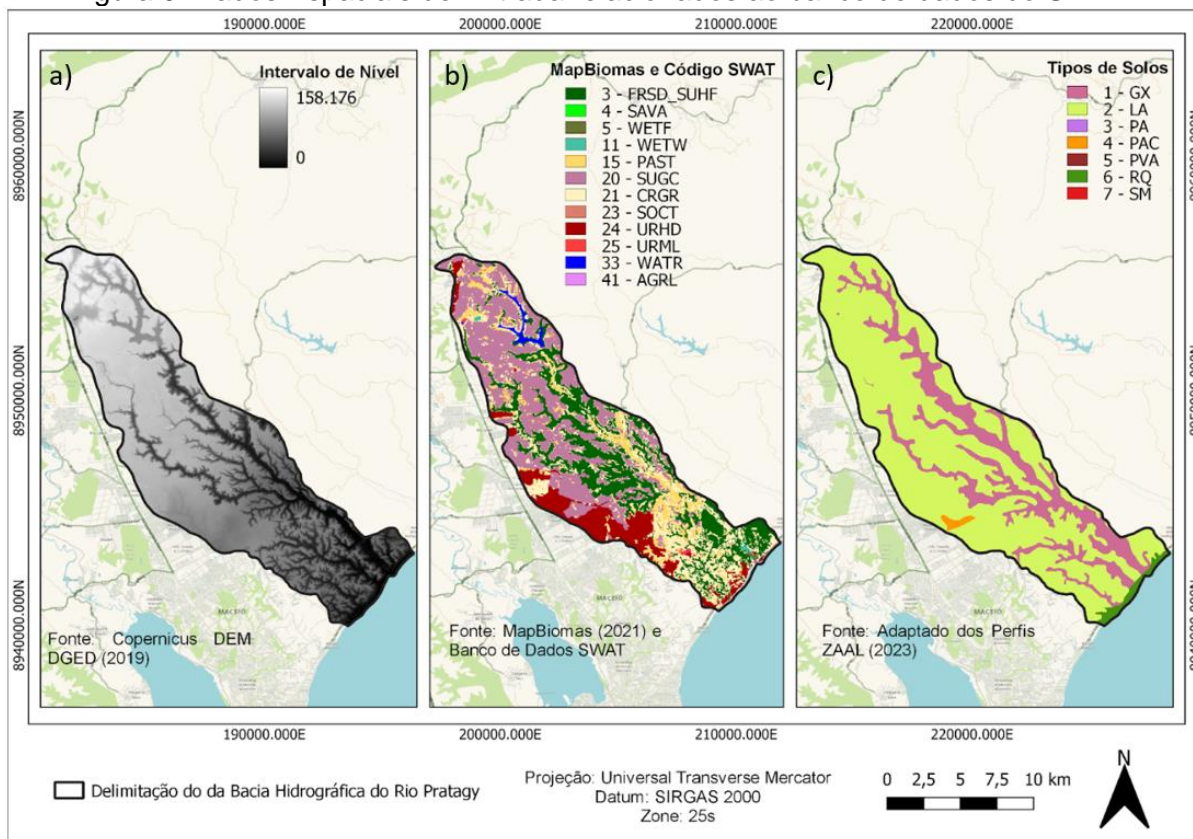 190000.000E
200000.000E
210000.000E
220000.000E
8960000.000N
8950000.000N
8940000.000N
a)
Intervalo de Nível
158.176
0
Fonte: Copernicus DEM
DGED (2019)
b)
MapBiomas e Código SWAT
3 - FRSD_SUHF
4 - SAVA
5 - WETF
11 - WETW
15 - PAST
20 - SUGC
21 - CRGR
23 - SOCT
24 - URHD
25 - URML
33 - WATR
41 - AGRL
MACEIÓ
Fonte: MapBiomas (2021) e
Banco de Dados SWAT
c)
Tipos de Solos
1 - GX
2 - LA
3 - PA
4 - PAC
5 - PVA
6 - RQ
7 - SM
MACEIÓ
Fonte: Adaptado dos Perfis
ZAAL (2023)
MACEIÓ
190000.000E
200000.000E
210000.000E
220000.000E
Delimitação do da Bacia Hidrográfica do Rio Pratagy
Projeção: Universal Transverse Mercator
Datum: SIRGAS 2000
Zone: 25s
0 2,5 5 7,5 10 km
N